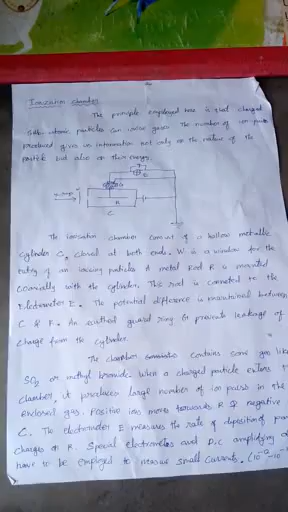 Ionization chamber
The principle employed here is that charged
sub atomic particles can ionise gases. The number of ion-pairs
produced gives us information not only on the nature of the
particle but also on their energy.
E
G
W
R
C
The ionisation chamber consist of a hollow metallic
cylinder C, closed at both ends. W is a window for the
entry of an ionising particles A metal Rod R is mounted
coaxially with the cylinder. This rod is connected to the
Electrometer E. The potential difference is maintained between
C & R. An earthed guard ring G prevents leakage of
charge from the cylinder.
The chamber contains some gas like
SO2 or methyl bromide. When a charged particle enters t
chamber, it produces large number of ion pairs in the
enclosed gas. Positive ions moves towards R & negative
C. The electrometer E measures the rate of deposition of
charges on R. Special Electrometers and D.C amplifying
have to be employed to measure small currents.